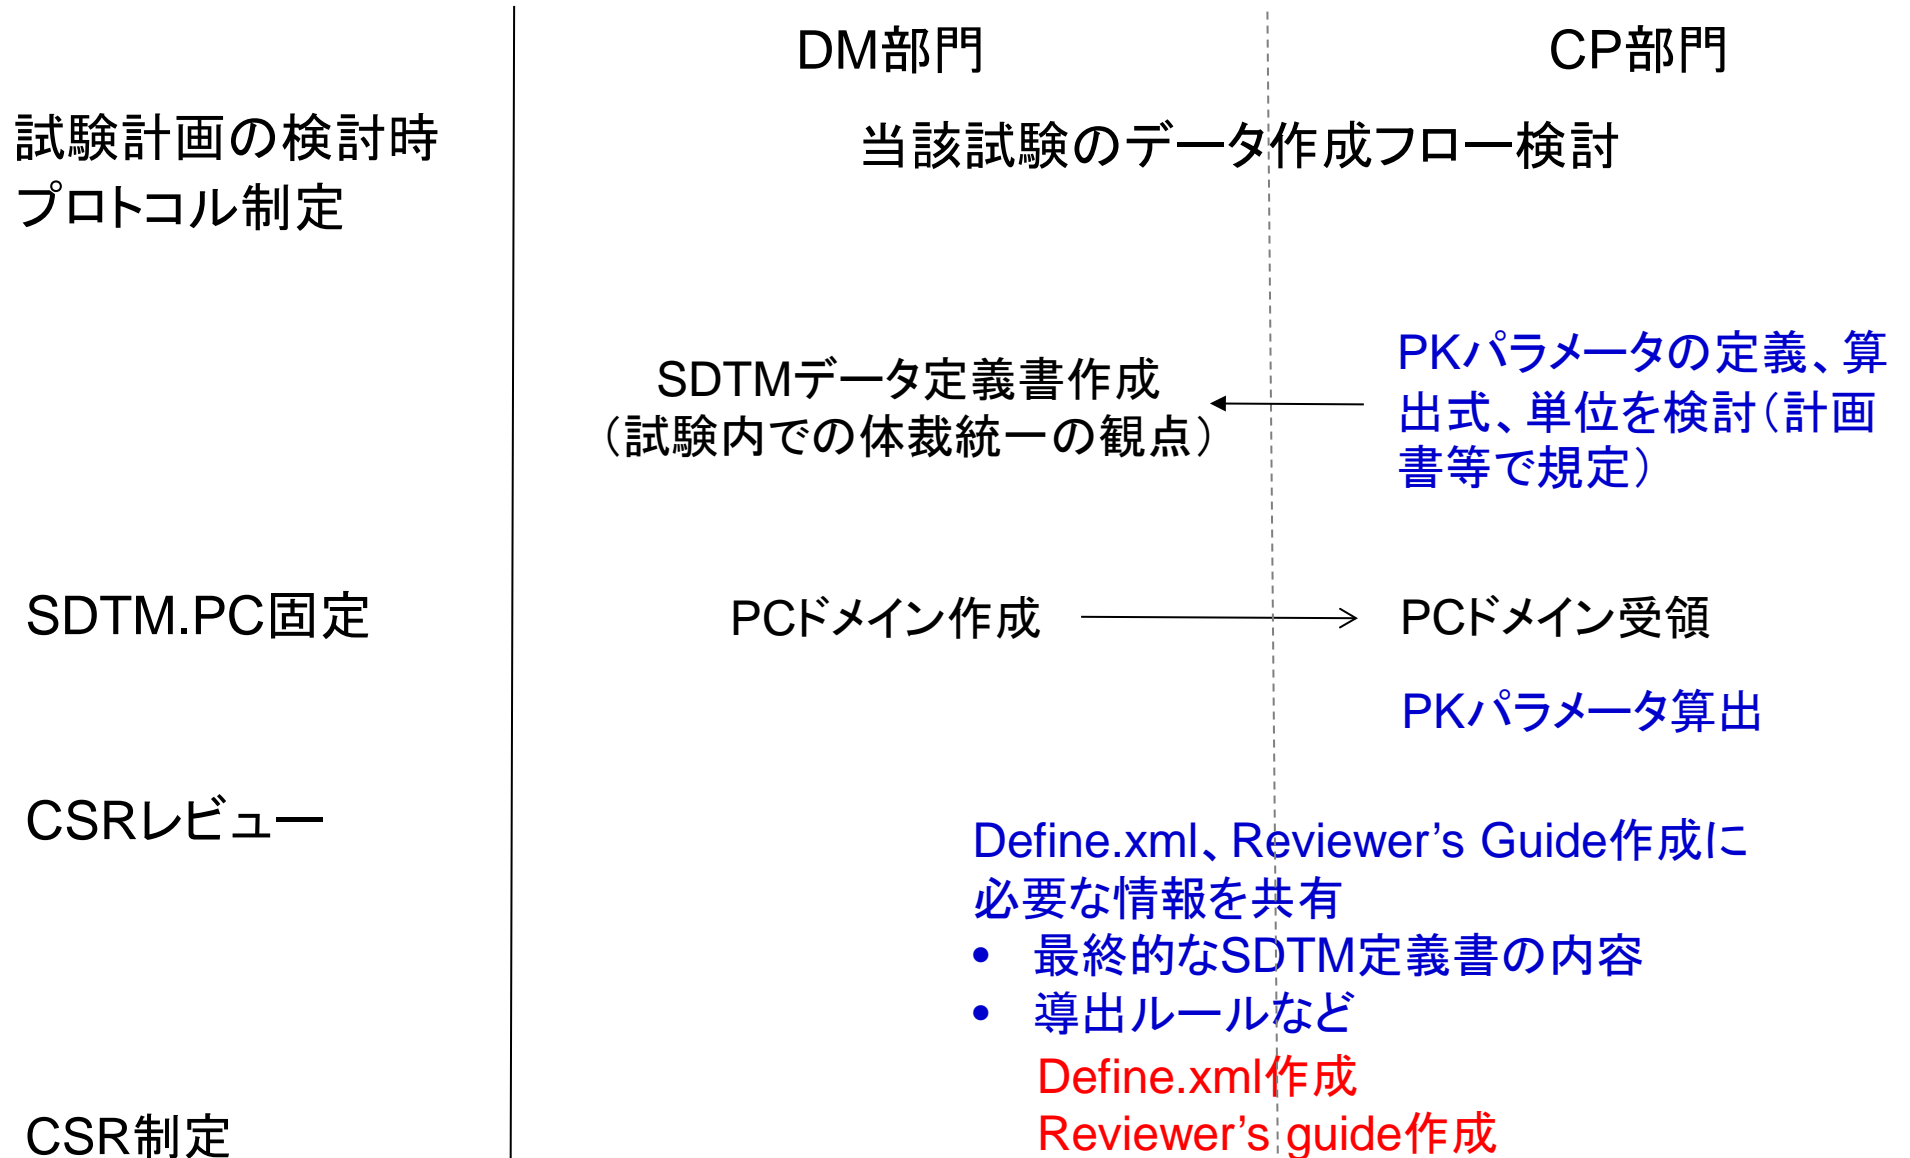 DM部門
CP部門
試験計画の検討時
プロトコル制定
当該試験のデータ作成フロー検討
SDTMデータ定義書作成
（試験内での体裁統一の観点）
PKパラメータの定義、算
出式、単位を検討（計画
書等で規定）
SDTM.PC固定
PCドメイン作成
PCドメイン受領
PKパラメータ算出
CSRレビュー
Define.xml、Reviewer’s Guide作成に
必要な情報を共有
• 最終的なSDTM定義書の内容
• 導出ルールなど
Define.xml作成
Reviewer’s guide作成
CSR制定